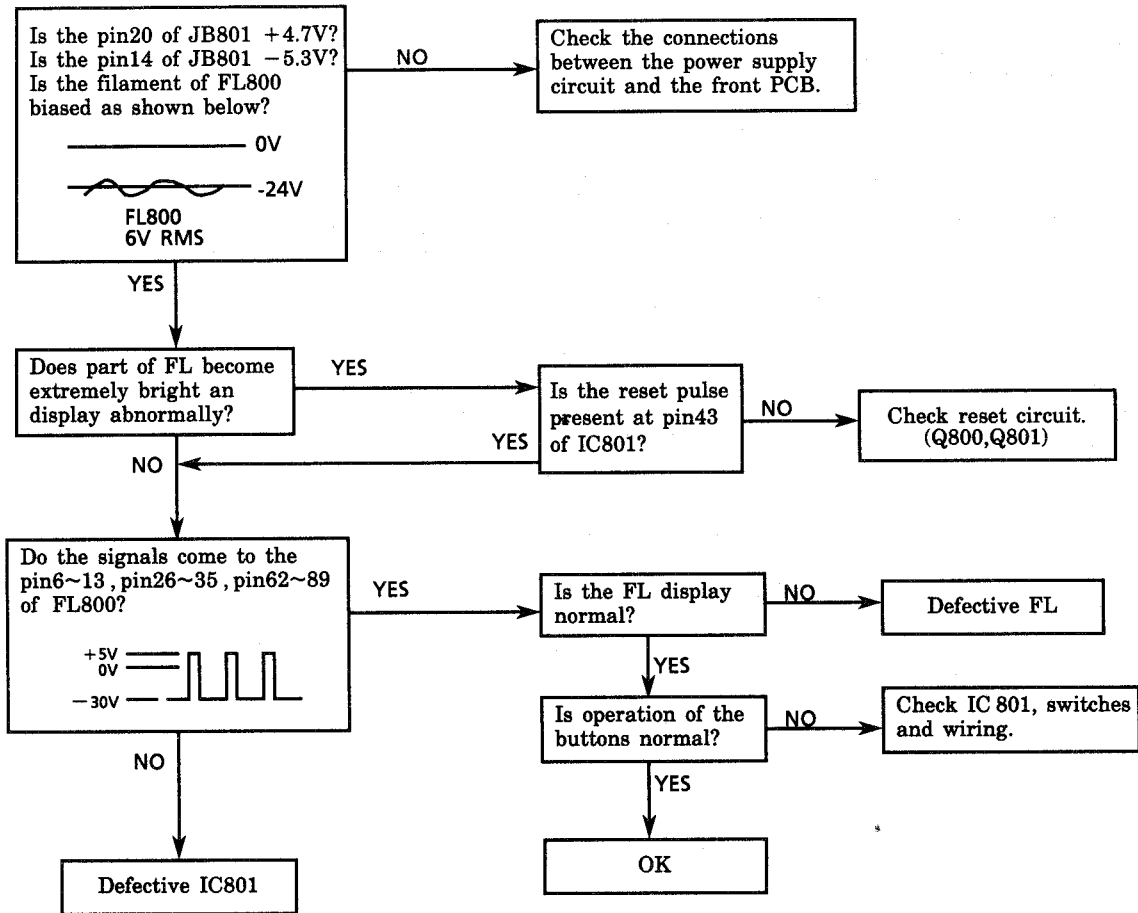 Is the pin20 of JB801 +4.7V?
Is the pin14 of JB801 −5.3V?
Is the filament of FL800
biased as shown below?
0V
-24V
FL800
6V RMS
NO
Check the connections
between the power supply
circuit and the front PCB.
YES
Does part of FL become
extremely bright an
display abnormally?
YES
Is the reset pulse
present at pin43
of IC801?
NO
Check reset circuit.
(Q800,Q801)
YES
NO
Do the signals come to the
pin6~13, pin26~35, pin62~89
of FL800?
+5V
0V
−30V
YES
Is the FL display
normal?
NO
Defective FL
YES
Is operation of the
buttons normal?
NO
Check IC 801, switches
and wiring.
YES
OK
NO
Defective IC801